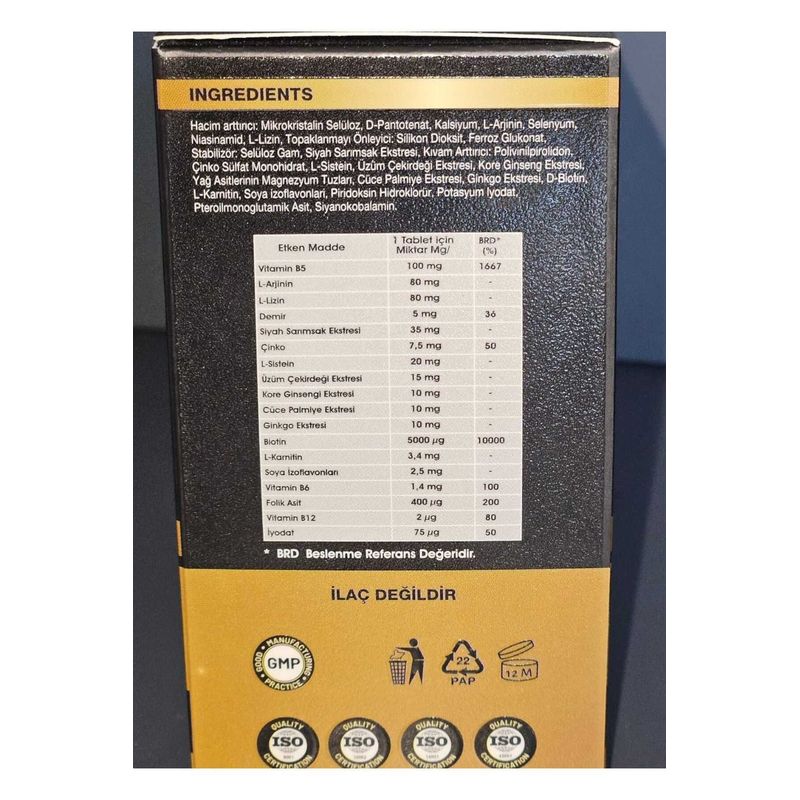 INGREDIENTS
Hacim arttırıcı: Mikrokristalin Selüloz, D-Pantotenat, Kalsiyum, L-Arjinin, Selenyum,
Niasinamid, L-Lizin, Topaklanmayı Önleyici: Silikon Dioksit, Ferroz Glukonat,
Stabilizör: Selüloz Gam, Siyah Sarımsak Ekstresi, Kıvam Arttırıcı: Polivinilpirolidon,
Çinko Sülfat Monohidrat, L-Sistein, Üzüm Çekirdeği Ekstresi, Kore Ginseng Ekstresi,
Yağ Asitlerinin Magnezyum Tuzları, Cüce Palmiye Ekstresi, Ginkgo Ekstresi, D-Biotin,
L-Karnitin, Soya izoflavonları, Piridoksin Hidroklorür, Potasyum Iyodat,
Pteroilmonoglutamik Asit, Siyanokobalamin.
Etken Madde 1 Tablet için Miktar Mg/ BRD* (%)
Vitamin B5 100 mg 1667
L-Arjinin 80 mg -
L-Lizin 80 mg -
Demir 5 mg 36
Siyah Sarımsak Ekstresi 35 mg -
Çinko 7,5 mg 50
L-Sistein 20 mg -
Üzüm Çekirdeği Ekstresi 15 mg -
Kore Ginsengi Ekstresi 10 mg -
Cüce Palmiye Ekstresi 10 mg -
Ginkgo Ekstresi 10 mg -
Biotin 5000 µg 10000
L-Karnitin 3,4 mg -
Soya İzoflavonları 2,5 mg -
Vitamin B6 1,4 mg 100
Folik Asit 400 µg 200
Vitamin B12 2 µg 80
İyodat 75 µg 50
* BRD Beslenme Referans Değeridir.
İLAÇ DEĞİLDİR
GOOD MANUFACTURING PRACTICE
GMP
22
PAP
12 M
QUALITY ISO CERTIFICATION
QUALITY ISO CERTIFICATION
QUALITY ISO CERTIFICATION
QUALITY ISO CERTIFICATION